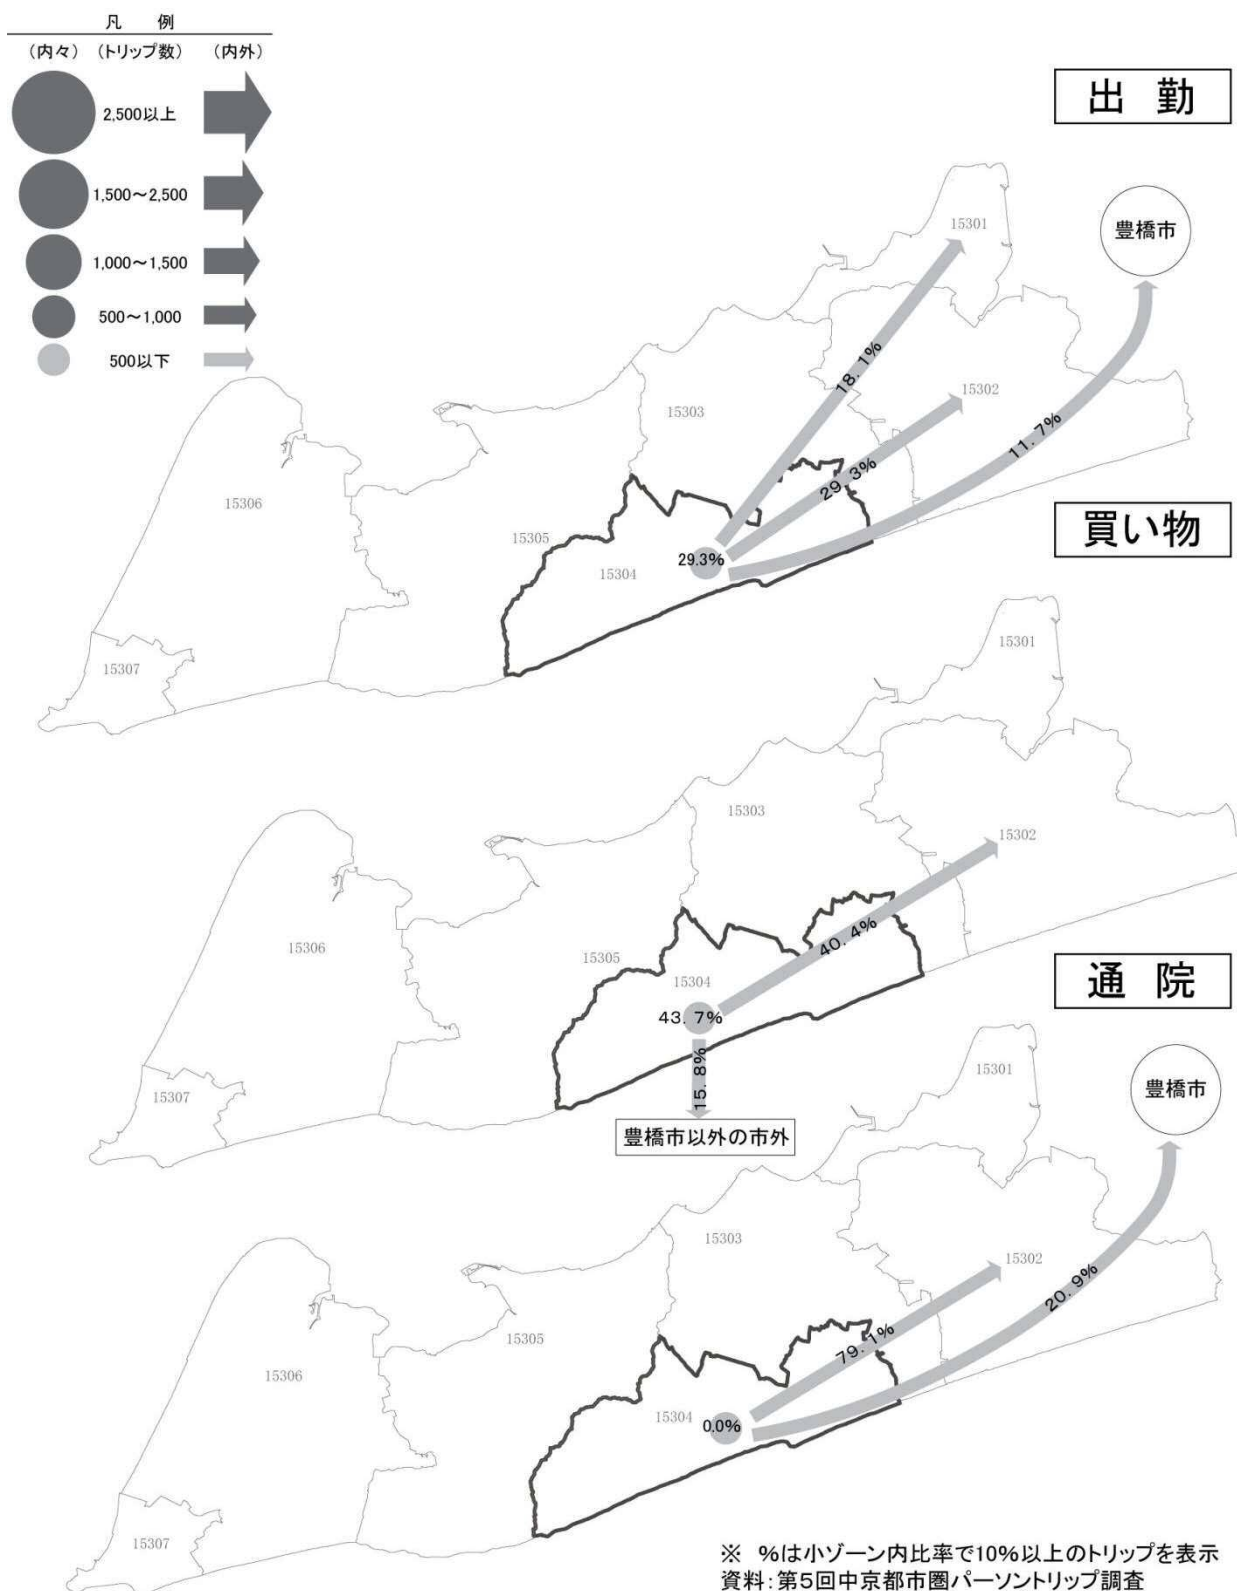 凡 例
(内々) (トリップ数) (内外)
2,500以上
1,500～2,500
1,000～1,500
500～1,000
500以下
出 勤
豊橋市
15301
15302
15303
15304
15305
15306
15307
18.1%
29.3%
11.7%
29.3%
買い物
15301
15302
15303
15304
15305
15306
15307
40.4%
43.7%
15.8%
豊橋市以外の市外
通 院
豊橋市
15301
15302
15303
15304
15305
15306
15307
79.1%
20.9%
0.0%
※ %は小ゾーン内比率で10%以上のトリップを表示
資料:第5回中京都市圏パーソントリップ調査